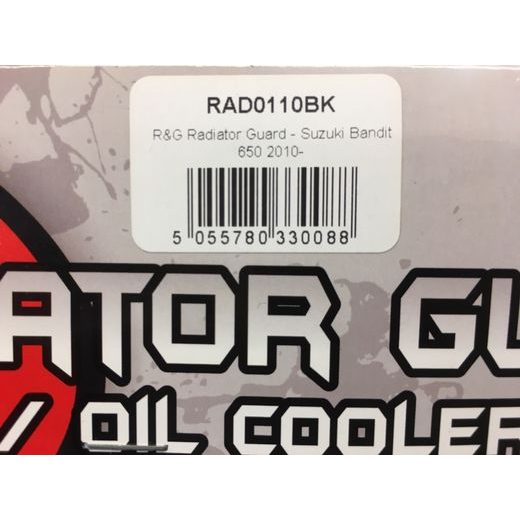 RAD0110BK
R&G Radiator Guard - Suzuki Bandit
650 2010-
5 055780 330088
ATOR GU
/ OIL COOLER